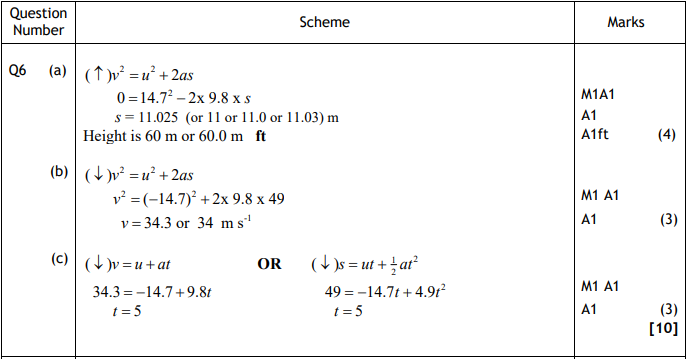 Question Number Scheme Marks
Q6 (a) (↑)v² = u² + 2as
0 = 14.7² – 2x 9.8 x s M1A1
s = 11.025 (or 11 or 11.0 or 11.03) m A1
Height is 60 m or 60.0 m ft A1ft (4)
(b) (↓)v² = u² + 2as
v² = (–14.7)² + 2x 9.8 x 49 M1 A1
v = 34.3 or 34 m s⁻¹ A1 (3)
(c) (↓)v = u + at OR (↓)s = ut + ½at²
34.3 = –14.7 + 9.8t 49 = –14.7t + 4.9t² M1 A1
t = 5 t = 5 A1 (3)
[10]